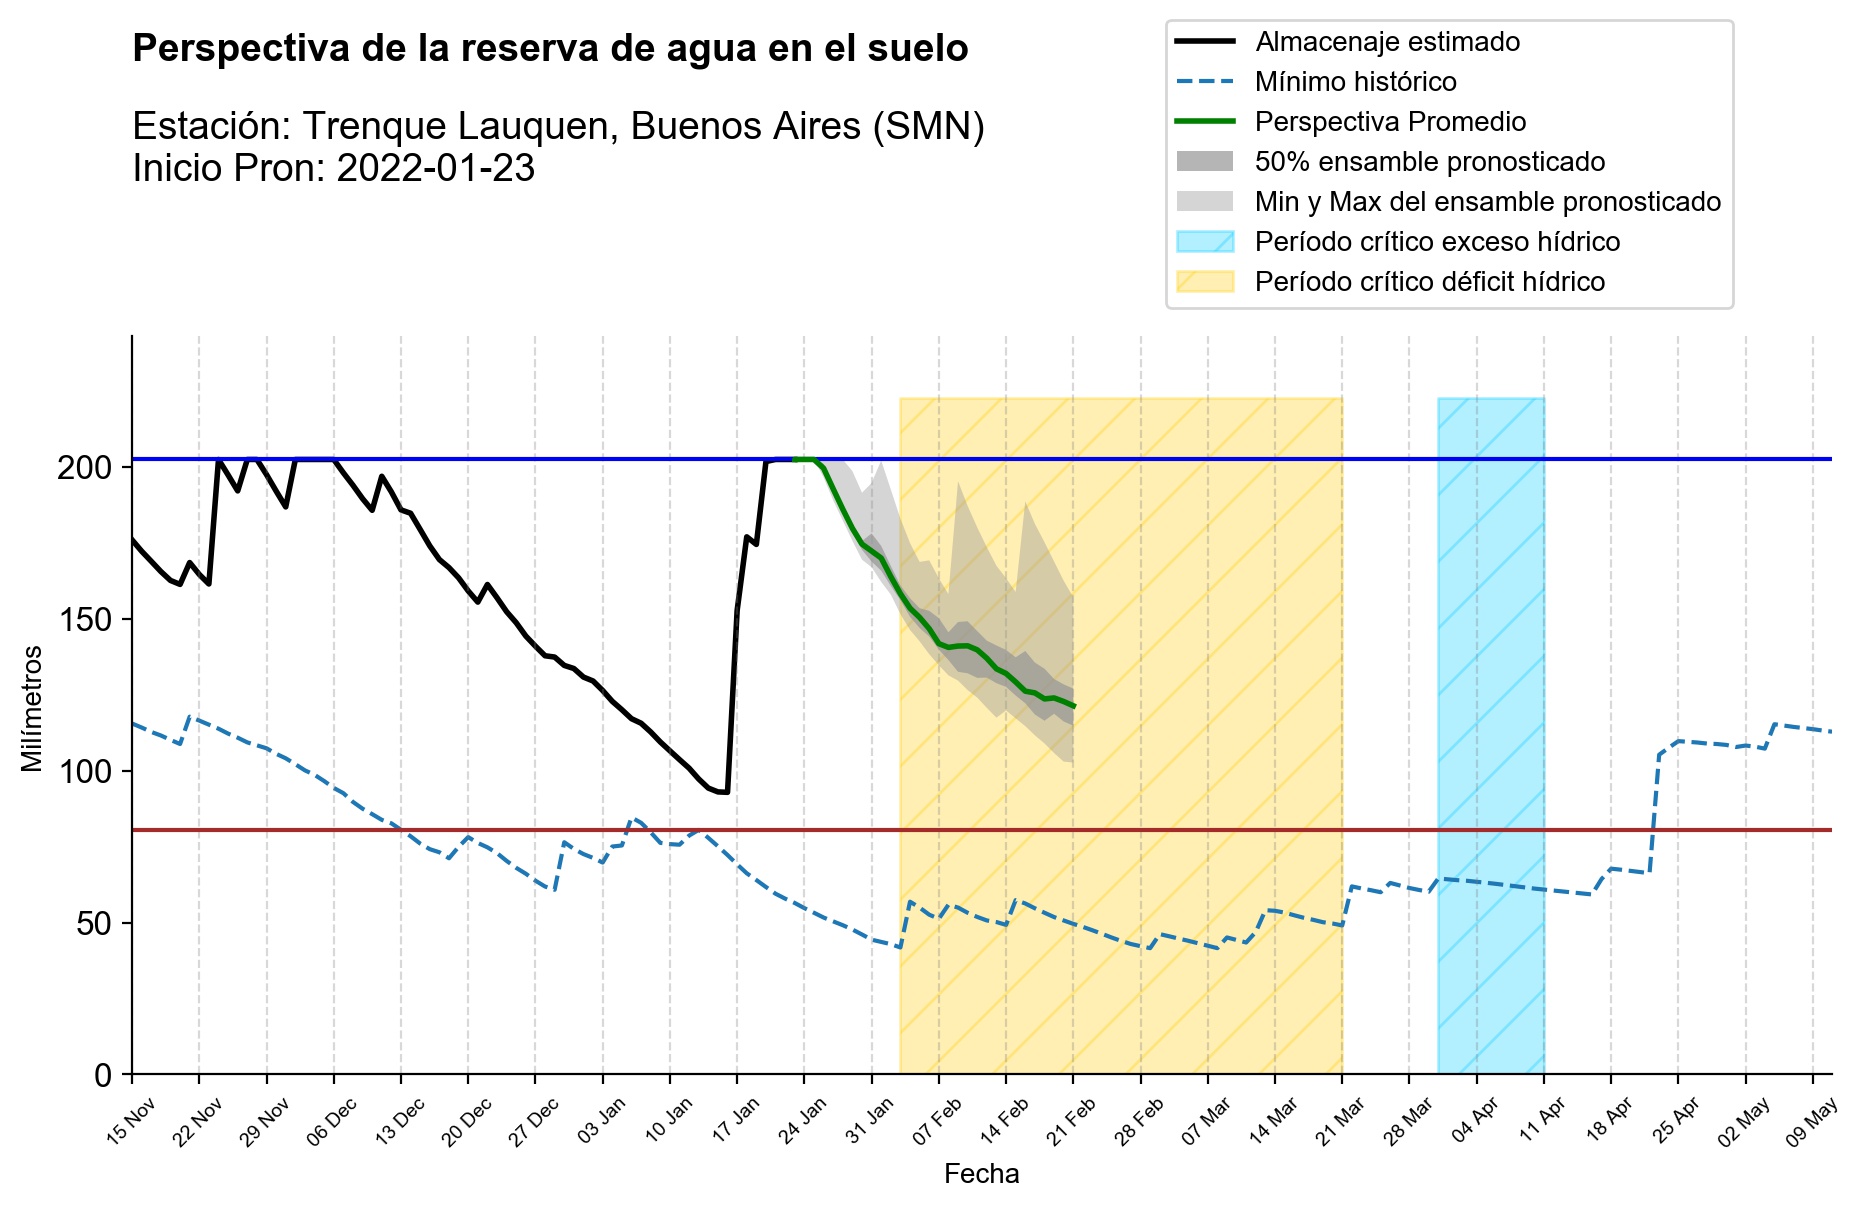 Perspectiva de la reserva de agua en el suelo
Estación: Trenque Lauquen, Buenos Aires (SMN)
Inicio Pron: 2022-01-23
Almacenaje estimado
Mínimo histórico
Perspectiva Promedio
50% ensamble pronosticado
Min y Max del ensamble pronosticado
Período crítico exceso hídrico
Período crítico déficit hídrico
Milímetros
200
150
100
50
0
15 Nov
22 Nov
29 Nov
06 Dec
13 Dec
20 Dec
27 Dec
03 Jan
10 Jan
17 Jan
24 Jan
31 Jan
07 Feb
14 Feb
21 Feb
28 Feb
07 Mar
14 Mar
21 Mar
28 Mar
04 Apr
11 Apr
18 Apr
25 Apr
02 May
09 May
Fecha